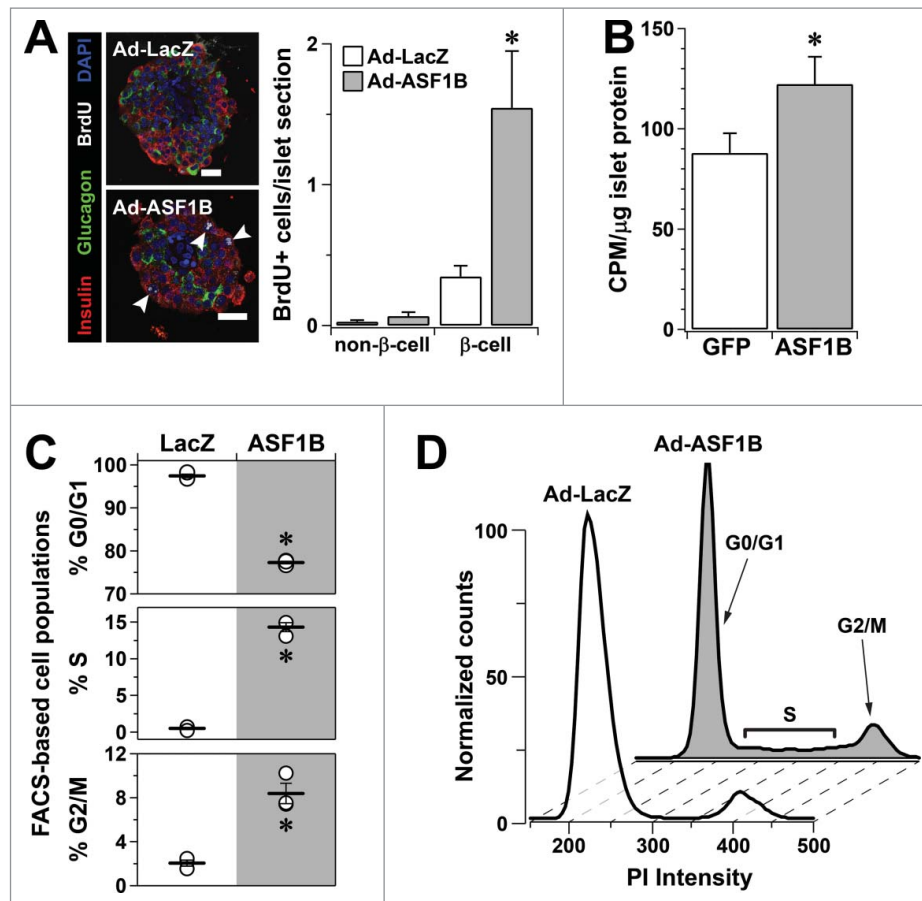 A
Insulin Glucagon BrdU DAPI
Ad-LacZ
Ad-ASF1B
BrdU+ cells/islet section
2
1
0
Ad-LacZ
Ad-ASF1B
*
non-β-cell β-cell
B
CPM/μg islet protein
150
100
50
0
*
GFP ASF1B
C
LacZ ASF1B
FACS-based cell populations
% G0/G1
100
90
80
70
*
% S
15
10
5
0
*
% G2/M
12
8
4
0
*
D
Ad-ASF1B
Ad-LacZ
Normalized counts
100
50
0
G0/G1
G2/M
S
200 300 400 500
PI Intensity